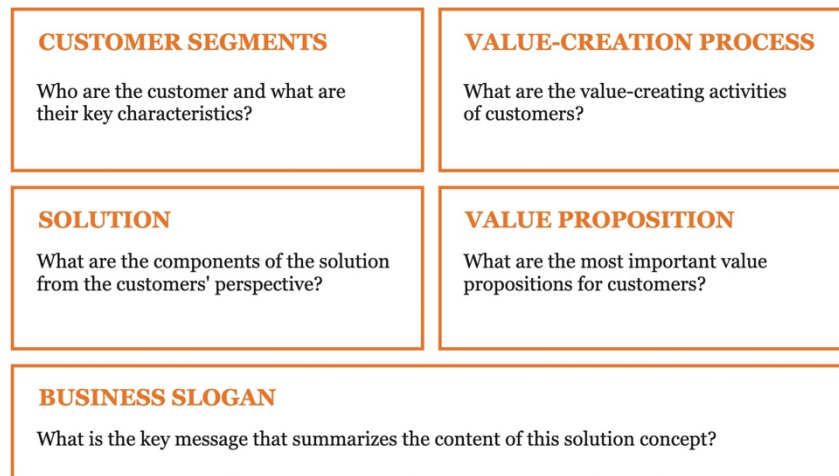 CUSTOMER SEGMENTS
Who are the customer and what are
their key characteristics?
VALUE-CREATION PROCESS
What are the value-creating activities
of customers?
SOLUTION
What are the components of the solution
from the customers' perspective?
VALUE PROPOSITION
What are the most important value
propositions for customers?
BUSINESS SLOGAN
What is the key message that summarizes the content of this solution concept?